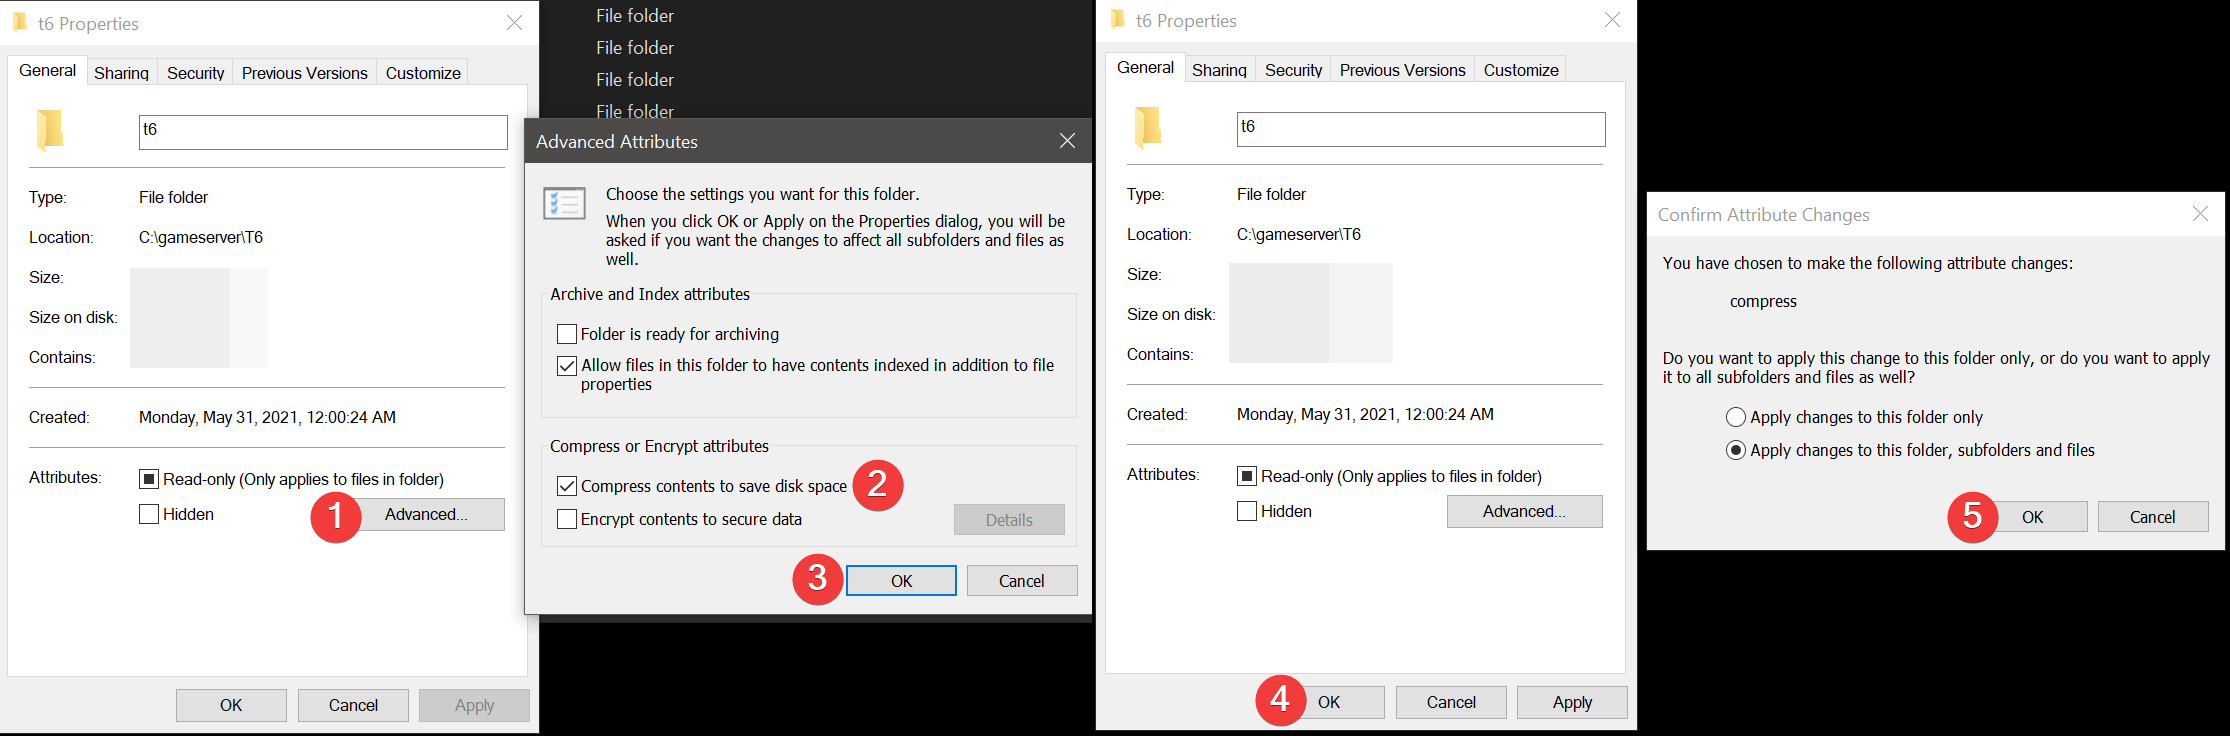 t6 Properties
General
Sharing
Security
Previous Versions
Customize
t6
Type:
File folder
Location:
C:\gameserver\T6
Size:
Size on disk:
Contains:
Created:
Monday, May 31, 2021, 12:00:24 AM
Attributes:
Read-only (Only applies to files in folder)
Hidden
1
Advanced...
OK
Cancel
Apply
File folder
File folder
File folder
File folder
Advanced Attributes
Choose the settings you want for this folder.
When you click OK or Apply on the Properties dialog, you will be
asked if you want the changes to affect all subfolders and files as
well.
Archive and Index attributes
Folder is ready for archiving
Allow files in this folder to have contents indexed in addition to file
properties
Compress or Encrypt attributes
Compress contents to save disk space
2
Encrypt contents to secure data
Details
3
OK
Cancel
t6 Properties
General
Sharing
Security
Previous Versions
Customize
t6
Type:
File folder
Location:
C:\gameserver\T6
Size:
Size on disk:
Contains:
Created:
Monday, May 31, 2021, 12:00:24 AM
Attributes:
Read-only (Only applies to files in folder)
Hidden
Advanced...
4
OK
Cancel
Apply
Confirm Attribute Changes
You have chosen to make the following attribute changes:
compress
Do you want to apply this change to this folder only, or do you want to apply
it to all subfolders and files as well?
Apply changes to this folder only
Apply changes to this folder, subfolders and files
5
OK
Cancel